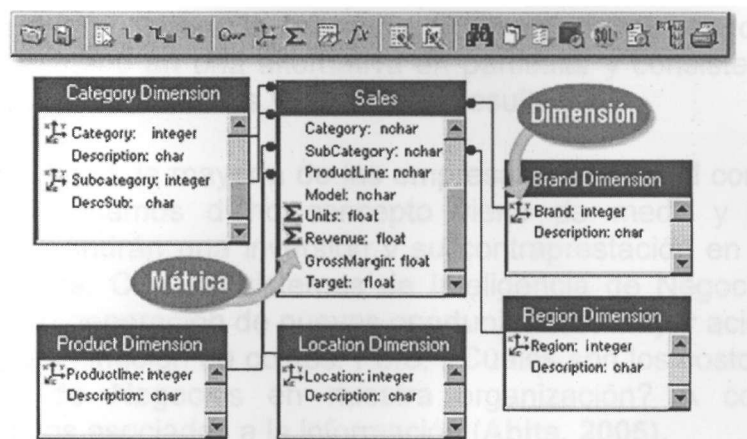 Category Dimension
Category: integer
Description: char
Subcategory: integer
DescSub: char
Sales
Category: nchar
SubCategory: nchar
ProductLine: nchar
Model: nchar
Units: float
Revenue: float
GrossMargin: float
Target: float
Dimensión
Brand Dimension
Brand: integer
Description: char
Métrica
Product Dimension
Productline: integer
Description: char
Location Dimension
Location: integer
Description: char
Region Dimension
Region: integer
Description: char
SQL